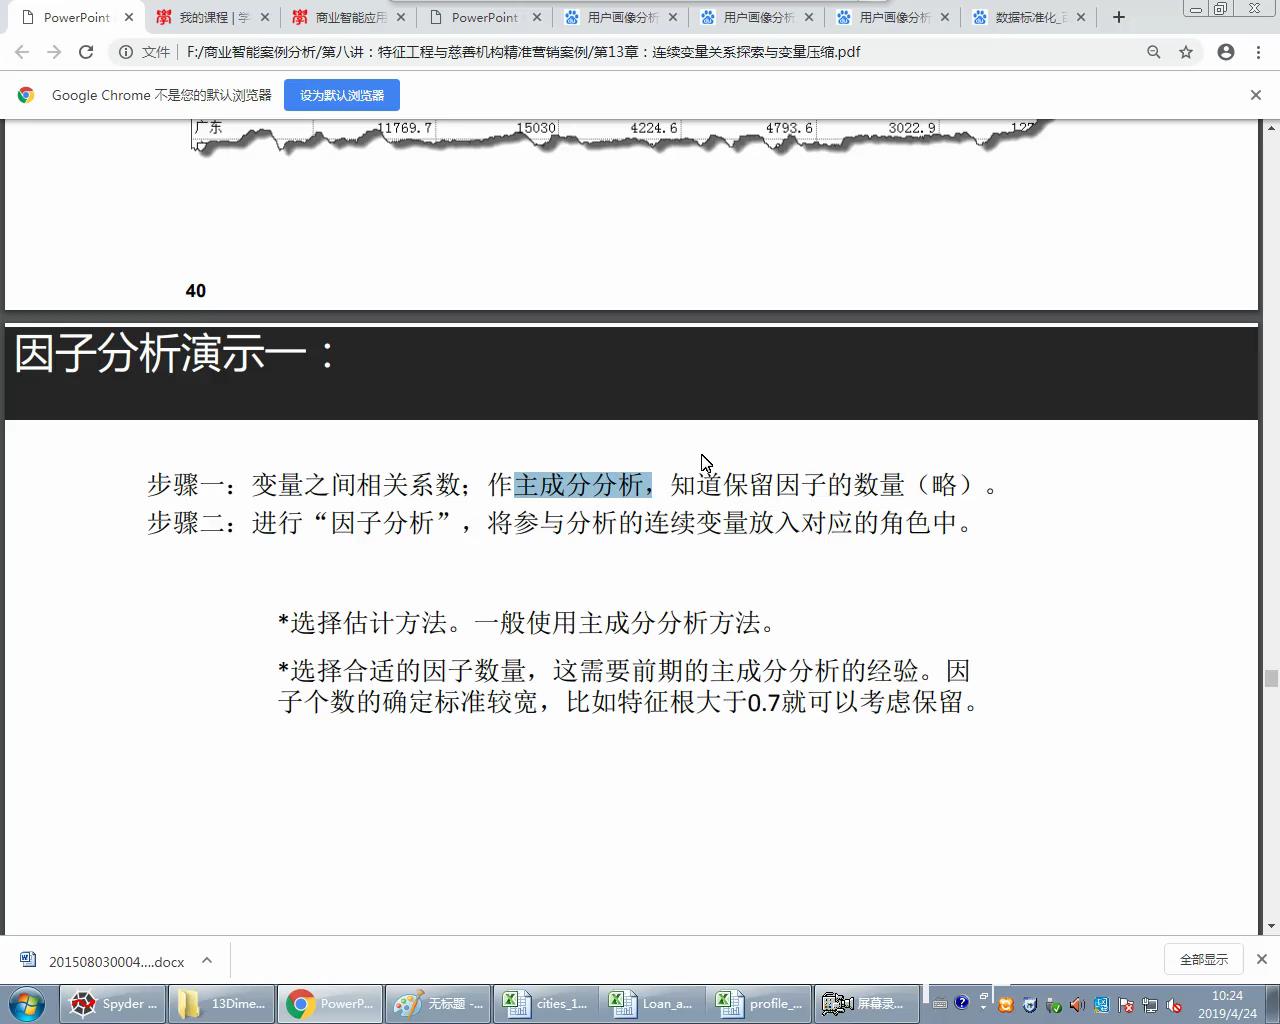 PowerPoint
我的课程 | 学
商业智能应用
PowerPoint
用户画像分析
用户画像分析
用户画像分析
数据标准化_百
文件
F:/商业智能案例分析/第八讲：特征工程与慈善机构精准营销案例/第13章：连续变量关系探索与变量压缩.pdf
Google Chrome 不是您的默认浏览器
设为默认浏览器
广东 11769.7 15030 4224.6 4793.6 3022.9 127
40
因子分析演示一：
步骤一：变量之间相关系数；作主成分分析，知道保留因子的数量（略）。
步骤二：进行“因子分析”，将参与分析的连续变量放入对应的角色中。
*选择估计方法。一般使用主成分分析方法。
*选择合适的因子数量，这需要前期的主成分分析的经验。因
子个数的确定标准较宽，比如特征根大于0.7就可以考虑保留。
201508030004....docx
全部显示
Spyder ...
13Dime...
PowerP...
无标题 -...
cities_1...
Loan_a...
profile_...
屏幕录...
10:24
2019/4/24